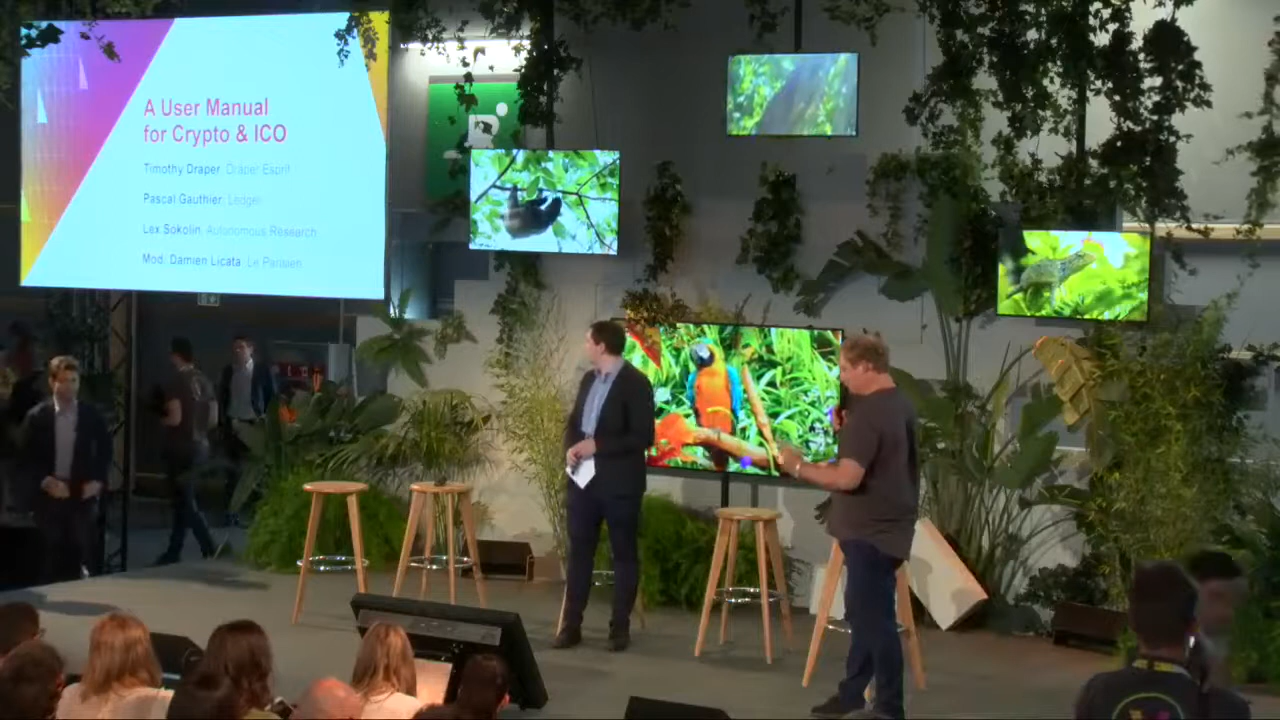 A User Manual
for Crypto & ICO
Timothy Draper, Draper Esprit
Pascal Gauthier, Ledger
Lex Sokolin, Autonomous Research
Mod. Damien Licata, Le Parisien